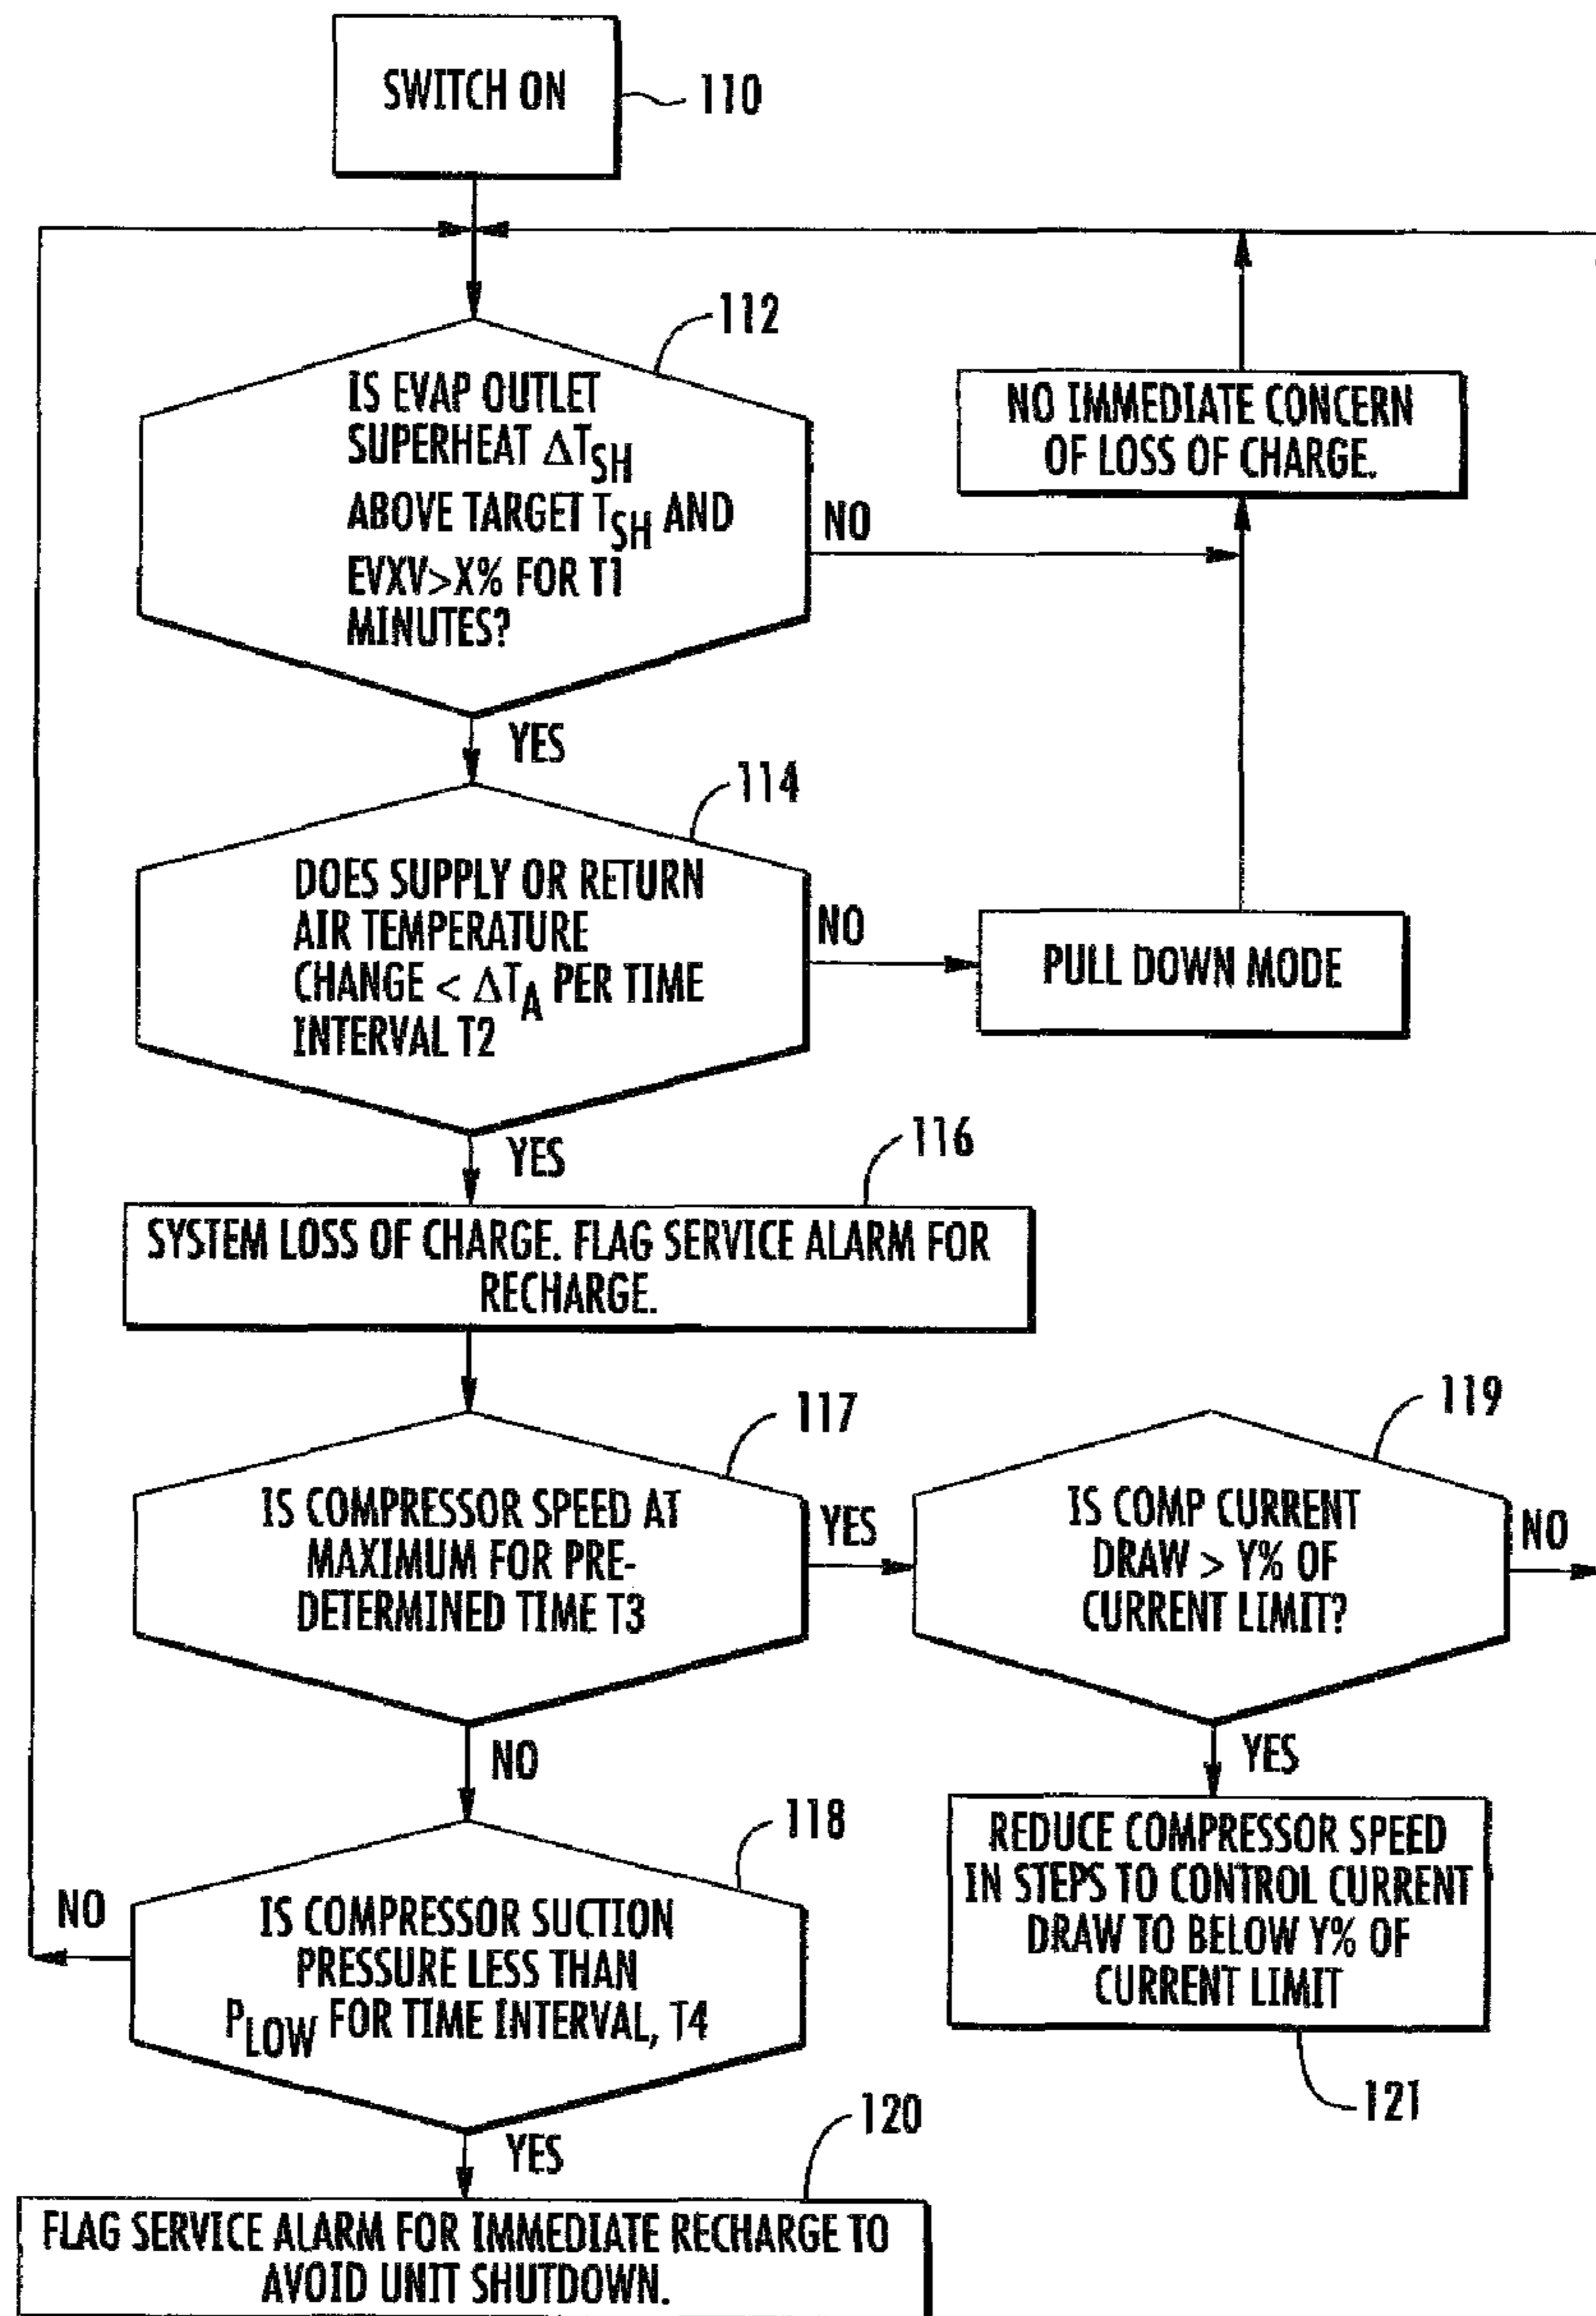 SWITCH ON
110
112
IS EVAP OUTLET
SUPERHEAT ΔTSH
ABOVE TARGET TSH AND
EVXV>X% FOR T1
MINUTES?
NO
NO IMMEDIATE CONCERN
OF LOSS OF CHARGE.
YES
114
DOES SUPPLY OR RETURN
AIR TEMPERATURE
CHANGE < ΔTA PER TIME
INTERVAL T2
NO
PULL DOWN MODE
YES
116
SYSTEM LOSS OF CHARGE. FLAG SERVICE ALARM FOR
RECHARGE.
117
IS COMPRESSOR SPEED AT
MAXIMUM FOR PRE-
DETERMINED TIME T3
YES
119
IS COMP CURRENT
DRAW > Y% OF
CURRENT LIMIT?
NO
NO
YES
118
IS COMPRESSOR SUCTION
PRESSURE LESS THAN
PLOW FOR TIME INTERVAL, T4
NO
REDUCE COMPRESSOR SPEED
IN STEPS TO CONTROL CURRENT
DRAW TO BELOW Y% OF
CURRENT LIMIT
121
YES
120
FLAG SERVICE ALARM FOR IMMEDIATE RECHARGE TO
AVOID UNIT SHUTDOWN.